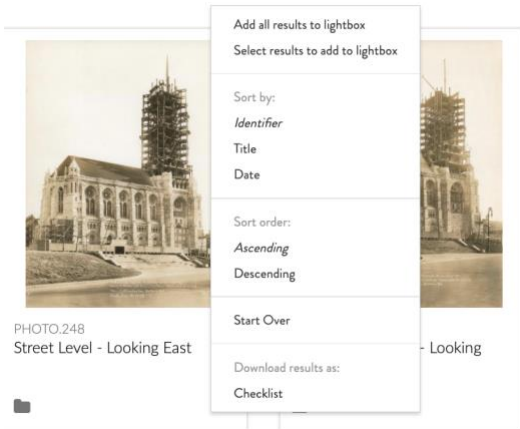 Add all results to lightbox
Select results to add to lightbox
Sort by:
Identifier
Title
Date
Sort order:
Ascending
Descending
Start Over
Download results as:
Checklist
PHOTO.248
Street Level - Looking East
- Looking